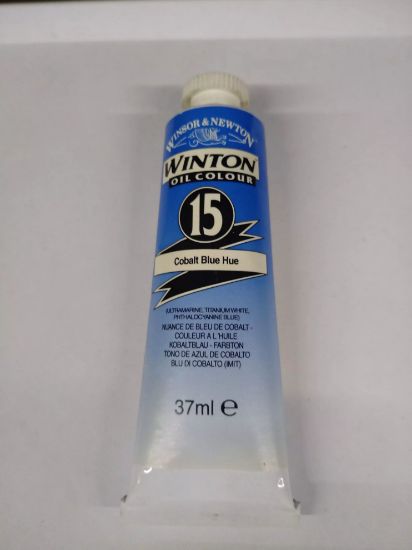 WINSOR & NEWTON
WINTON
OIL COLOUR
15
Cobalt Blue Hue
(ULTRAMARINE, TITANIUM WHITE,
PHTHALOCYANINE BLUE)
NUANCE DE BLEU DE COBALT -
COULEUR A L'HUILE
KOBALTBLAU - FARBTON
TONO DE AZUL DE COBALTO
BLU DI COBALTO (IMIT)
37ml e